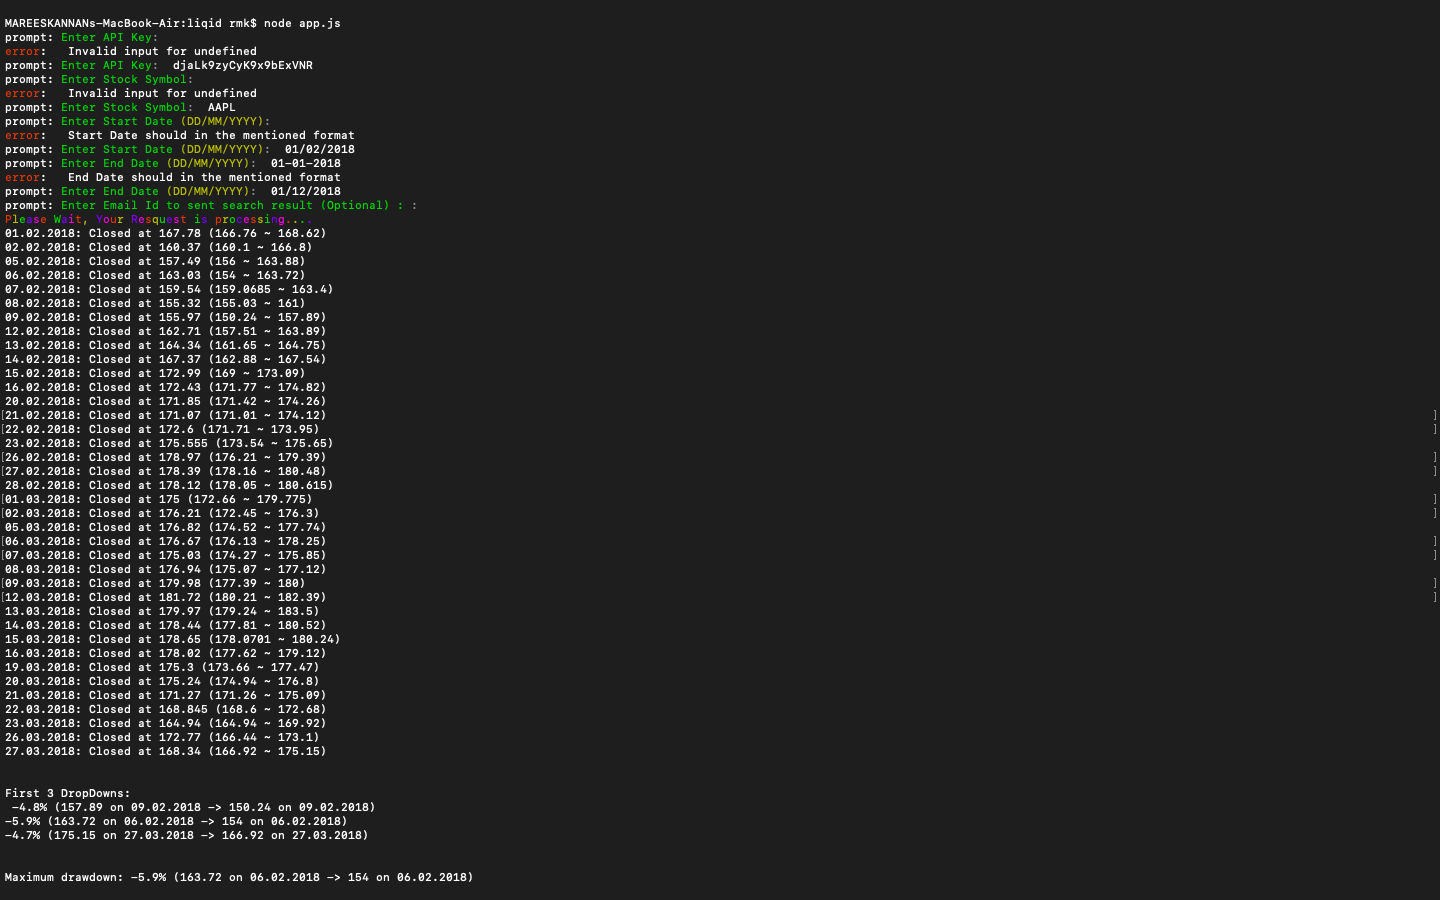 MAREESKANNANs-MacBook-Air:liqid rmk$ node app.js
prompt: Enter API Key:
error:   Invalid input for undefined
prompt: Enter API Key:  djaLk9zyCyK9x9bExVNR
prompt: Enter Stock Symbol:
error:   Invalid input for undefined
prompt: Enter Stock Symbol:  AAPL
prompt: Enter Start Date (DD/MM/YYYY):
error:   Start Date should in the mentioned format
prompt: Enter Start Date (DD/MM/YYYY):  01/02/2018
prompt: Enter End Date (DD/MM/YYYY):  01-01-2018
error:   End Date should in the mentioned format
prompt: Enter End Date (DD/MM/YYYY):  01/12/2018
prompt: Enter Email Id to sent search result (Optional) : :
Please Wait, Your Resquest is processing....
01.02.2018: Closed at 167.78 (166.76 ~ 168.62)
02.02.2018: Closed at 160.37 (160.1 ~ 166.8)
05.02.2018: Closed at 157.49 (156 ~ 163.88)
06.02.2018: Closed at 163.03 (154 ~ 163.72)
07.02.2018: Closed at 159.54 (159.0685 ~ 163.4)
08.02.2018: Closed at 155.32 (155.03 ~ 161)
09.02.2018: Closed at 155.97 (150.24 ~ 157.89)
12.02.2018: Closed at 162.71 (157.51 ~ 163.89)
13.02.2018: Closed at 164.34 (161.65 ~ 164.75)
14.02.2018: Closed at 167.37 (162.88 ~ 167.54)
15.02.2018: Closed at 172.99 (169 ~ 173.09)
16.02.2018: Closed at 172.43 (171.77 ~ 174.82)
20.02.2018: Closed at 171.85 (171.42 ~ 174.26)
[21.02.2018: Closed at 171.07 (171.01 ~ 174.12) ]
[22.02.2018: Closed at 172.6 (171.71 ~ 173.95) ]
23.02.2018: Closed at 175.555 (173.54 ~ 175.65)
[26.02.2018: Closed at 178.97 (176.21 ~ 179.39) ]
[27.02.2018: Closed at 178.39 (178.16 ~ 180.48) ]
28.02.2018: Closed at 178.12 (178.05 ~ 180.615)
[01.03.2018: Closed at 175 (172.66 ~ 179.775) ]
[02.03.2018: Closed at 176.21 (172.45 ~ 176.3) ]
05.03.2018: Closed at 176.82 (174.52 ~ 177.74)
[06.03.2018: Closed at 176.67 (176.13 ~ 178.25) ]
[07.03.2018: Closed at 175.03 (174.27 ~ 175.85) ]
08.03.2018: Closed at 176.94 (175.07 ~ 177.12)
[09.03.2018: Closed at 179.98 (177.39 ~ 180) ]
[12.03.2018: Closed at 181.72 (180.21 ~ 182.39) ]
13.03.2018: Closed at 179.97 (179.24 ~ 183.5)
14.03.2018: Closed at 178.44 (177.81 ~ 180.52)
15.03.2018: Closed at 178.65 (178.0701 ~ 180.24)
16.03.2018: Closed at 178.02 (177.62 ~ 179.12)
19.03.2018: Closed at 175.3 (173.66 ~ 177.47)
20.03.2018: Closed at 175.24 (174.94 ~ 176.8)
21.03.2018: Closed at 171.27 (171.26 ~ 175.09)
22.03.2018: Closed at 168.845 (168.6 ~ 172.68)
23.03.2018: Closed at 164.94 (164.94 ~ 169.92)
26.03.2018: Closed at 172.77 (166.44 ~ 173.1)
27.03.2018: Closed at 168.34 (166.92 ~ 175.15)
First 3 DropDowns:
-4.8% (157.89 on 09.02.2018 -> 150.24 on 09.02.2018)
-5.9% (163.72 on 06.02.2018 -> 154 on 06.02.2018)
-4.7% (175.15 on 27.03.2018 -> 166.92 on 27.03.2018)
Maximum drawdown: -5.9% (163.72 on 06.02.2018 -> 154 on 06.02.2018)